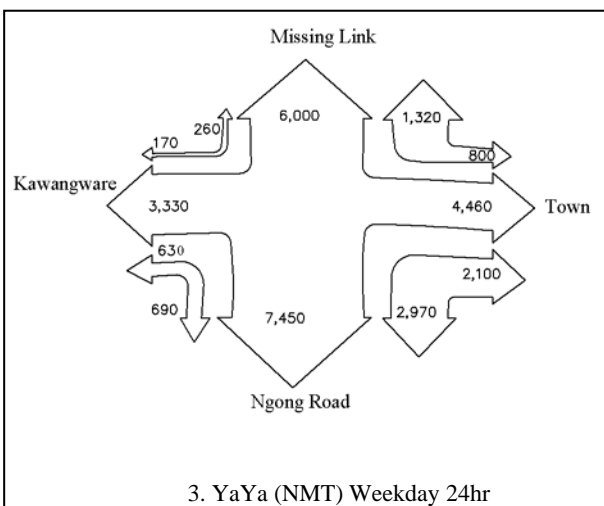 Missing Link
260
6,000
1,320
170
800
Kawangware
3,330
4,460
Town
630
2,100
690
7,450
2,970
Ngong Road
3. YaYa (NMT) Weekday 24hr